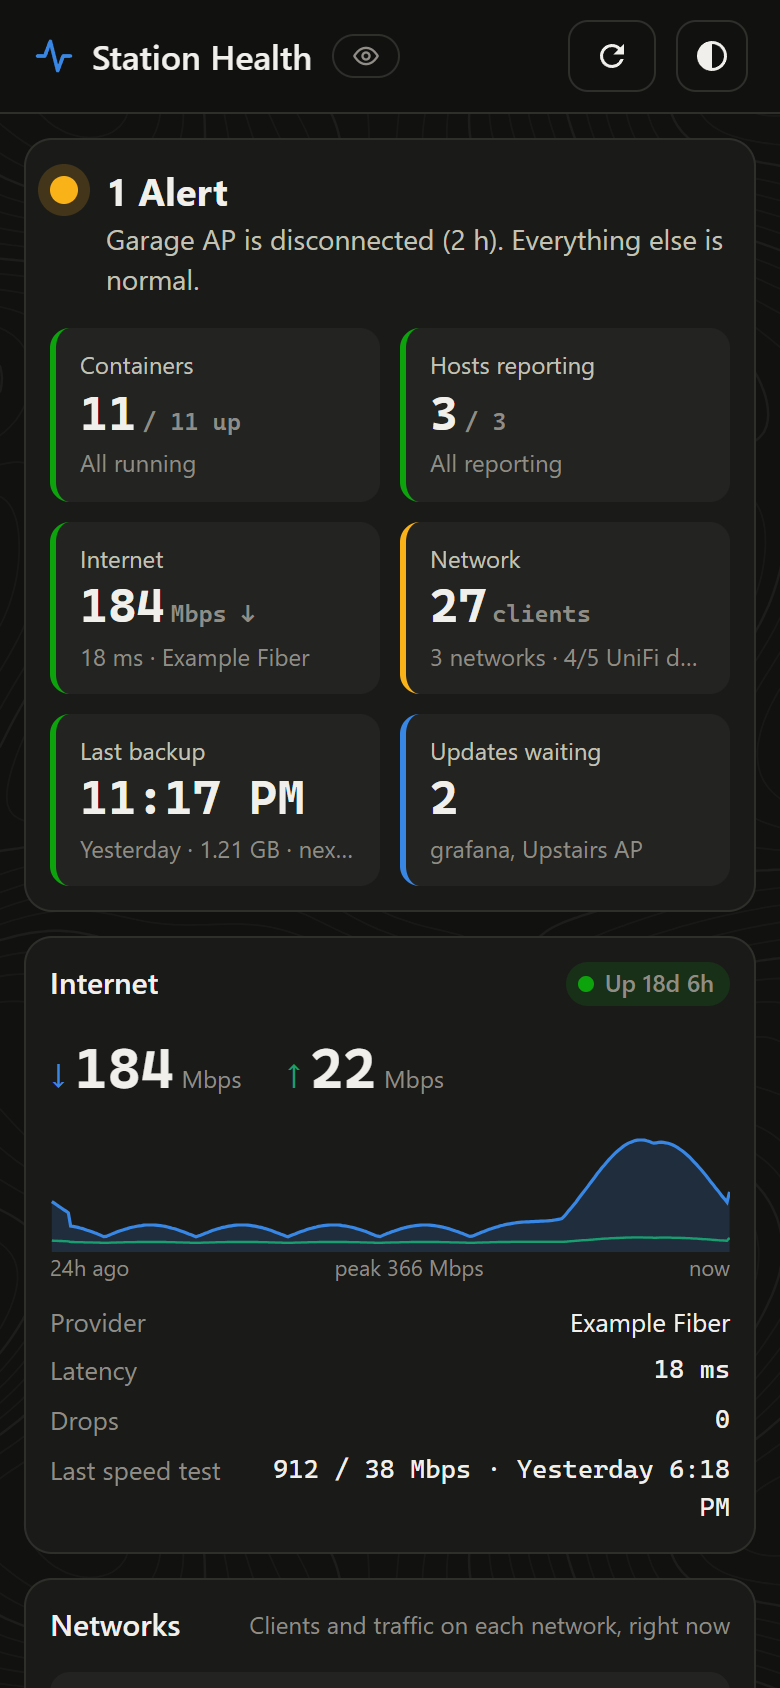 Station Health
1 Alert
Garage AP is disconnected (2 h). Everything else is
normal.
Containers
11 / 11 up
All running
Hosts reporting
3 / 3
All reporting
Internet
184 Mbps ↓
18 ms · Example Fiber
Network
27 clients
3 networks · 4/5 UniFi d...
Last backup
11:17 PM
Yesterday · 1.21 GB · nex...
Updates waiting
2
grafana, Upstairs AP
Internet
Up 18d 6h
↓ 184 Mbps ↑ 22 Mbps
24h ago peak 366 Mbps now
Provider Example Fiber
Latency 18 ms
Drops 0
Last speed test 912 / 38 Mbps · Yesterday 6:18
PM
Networks Clients and traffic on each network, right now